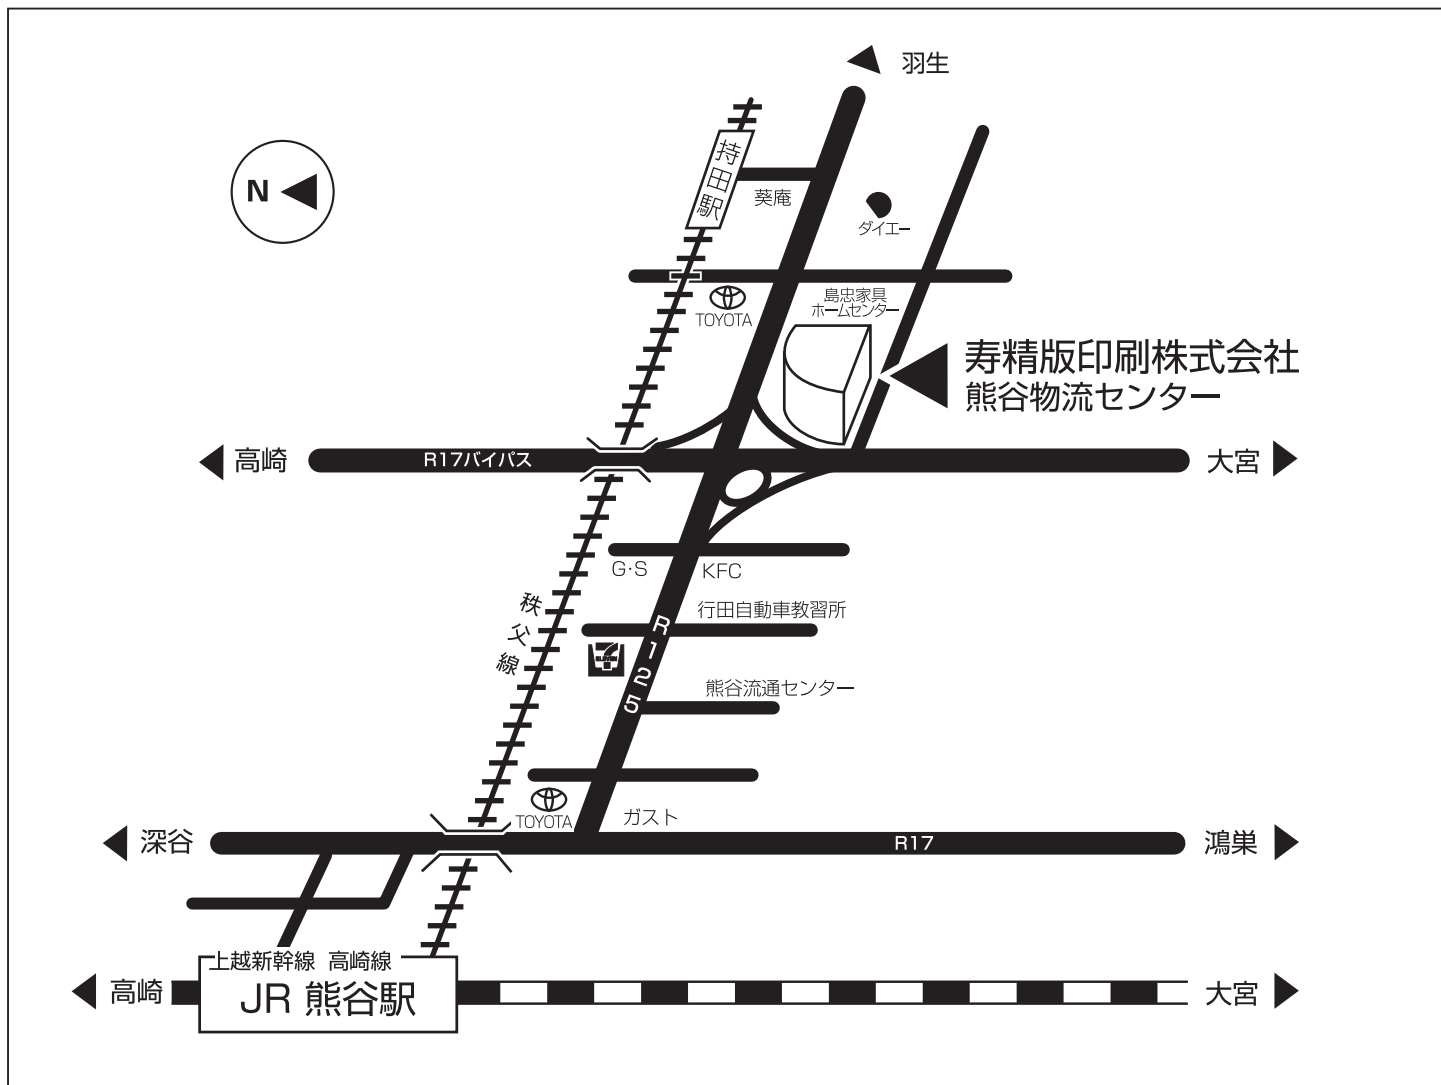 羽生
N
持田駅
葵庵
ダイエー
TOYOTA
島忠家具
ホームセンター
寿精版印刷株式会社
熊谷物流センター
高崎
R17バイパス
大宮
G·S
KFC
秩父線
行田自動車教習所
R125
熊谷流通センター
TOYOTA
ガスト
深谷
R17
鴻巣
上越新幹線 高崎線
高崎
JR 熊谷駅
大宮